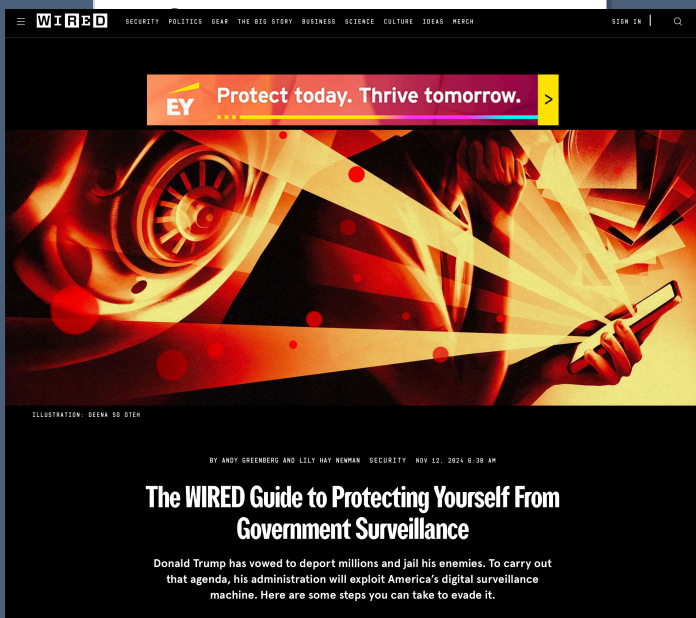 WIRED
SECURITY POLITICS GEAR THE BIG STORY BUSINESS SCIENCE CULTURE IDEAS MERCH
SIGN IN
EY
Protect today. Thrive tomorrow.
>
ILLUSTRATION: DEENA SO OTEH
BY ANDY GREENBERG AND LILY HAY NEWMAN SECURITY NOV 12, 2024 6:30 AM
The WIRED Guide to Protecting Yourself From
Government Surveillance
Donald Trump has vowed to deport millions and jail his enemies. To carry out
that agenda, his administration will exploit America’s digital surveillance
machine. Here are some steps you can take to evade it.